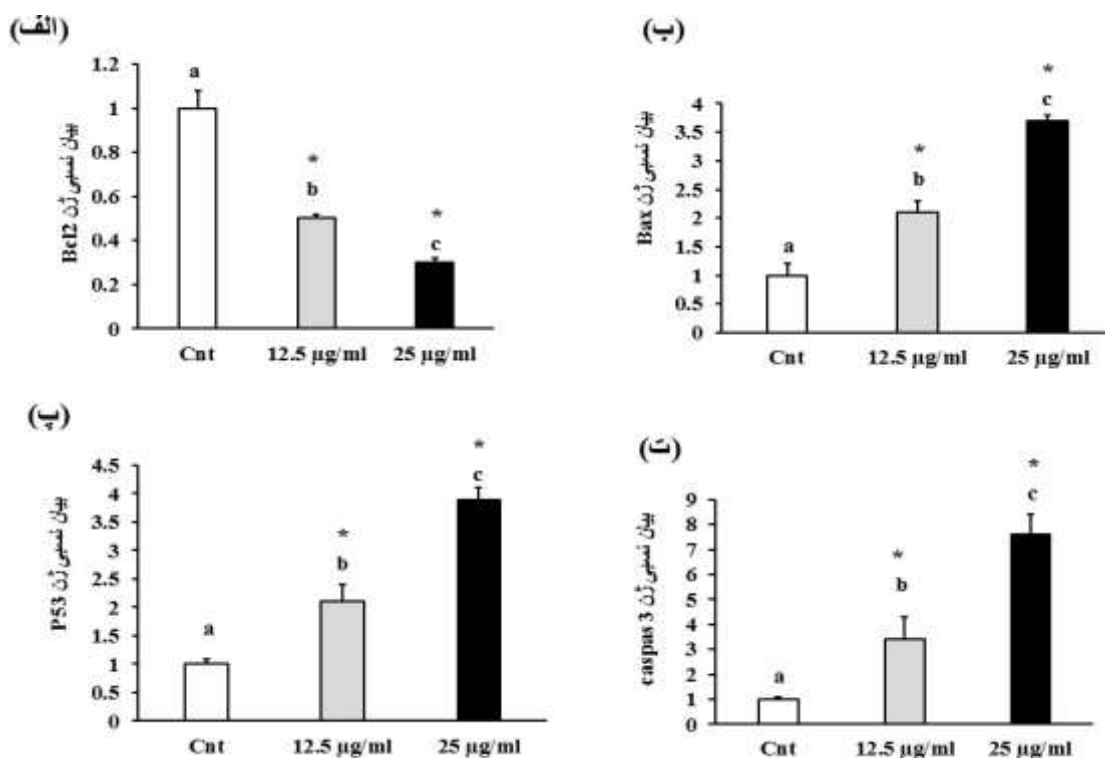 (الف)
بیان نسبی ژن Bcl2
1.2
1
0.8
0.6
0.4
0.2
0
a
*
b
*
c
Cnt 12.5 µg/ml 25 µg/ml
(ب)
بیان نسبی ژن Bax
4
3.5
3
2.5
2
1.5
1
0.5
0
a
*
b
*
c
Cnt 12.5 µg/ml 25 µg/ml
(پ)
بیان نسبی ژن P53
4.5
4
3.5
3
2.5
2
1.5
1
0.5
0
a
*
b
*
c
Cnt 12.5 µg/ml 25 µg/ml
(ت)
بیان نسبی ژن caspas 3
9
8
7
6
5
4
3
2
1
0
a
*
b
*
c
Cnt 12.5 µg/ml 25 µg/ml